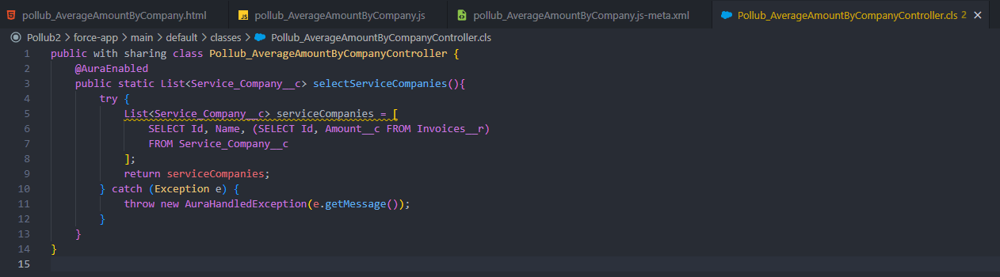 pollub_AverageAmountByCompany.html pollub_AverageAmountByCompany.js pollub_AverageAmountByCompany.js-meta.xml Pollub_AverageAmountByCompanyController.cls 2 ×
Pollub2 > force-app > main > default > classes > Pollub_AverageAmountByCompanyController.cls
1 public with sharing class Pollub_AverageAmountByCompanyController {
2     @AuraEnabled
3     public static List<Service_Company__c> selectServiceCompanies(){
4         try {
5             List<Service_Company__c> serviceCompanies = [
6                 SELECT Id, Name, (SELECT Id, Amount__c FROM Invoices__r)
7                 FROM Service_Company__c
8             ];
9             return serviceCompanies;
10         } catch (Exception e) {
11             throw new AuraHandledException(e.getMessage());
12         }
13     }
14 }
15